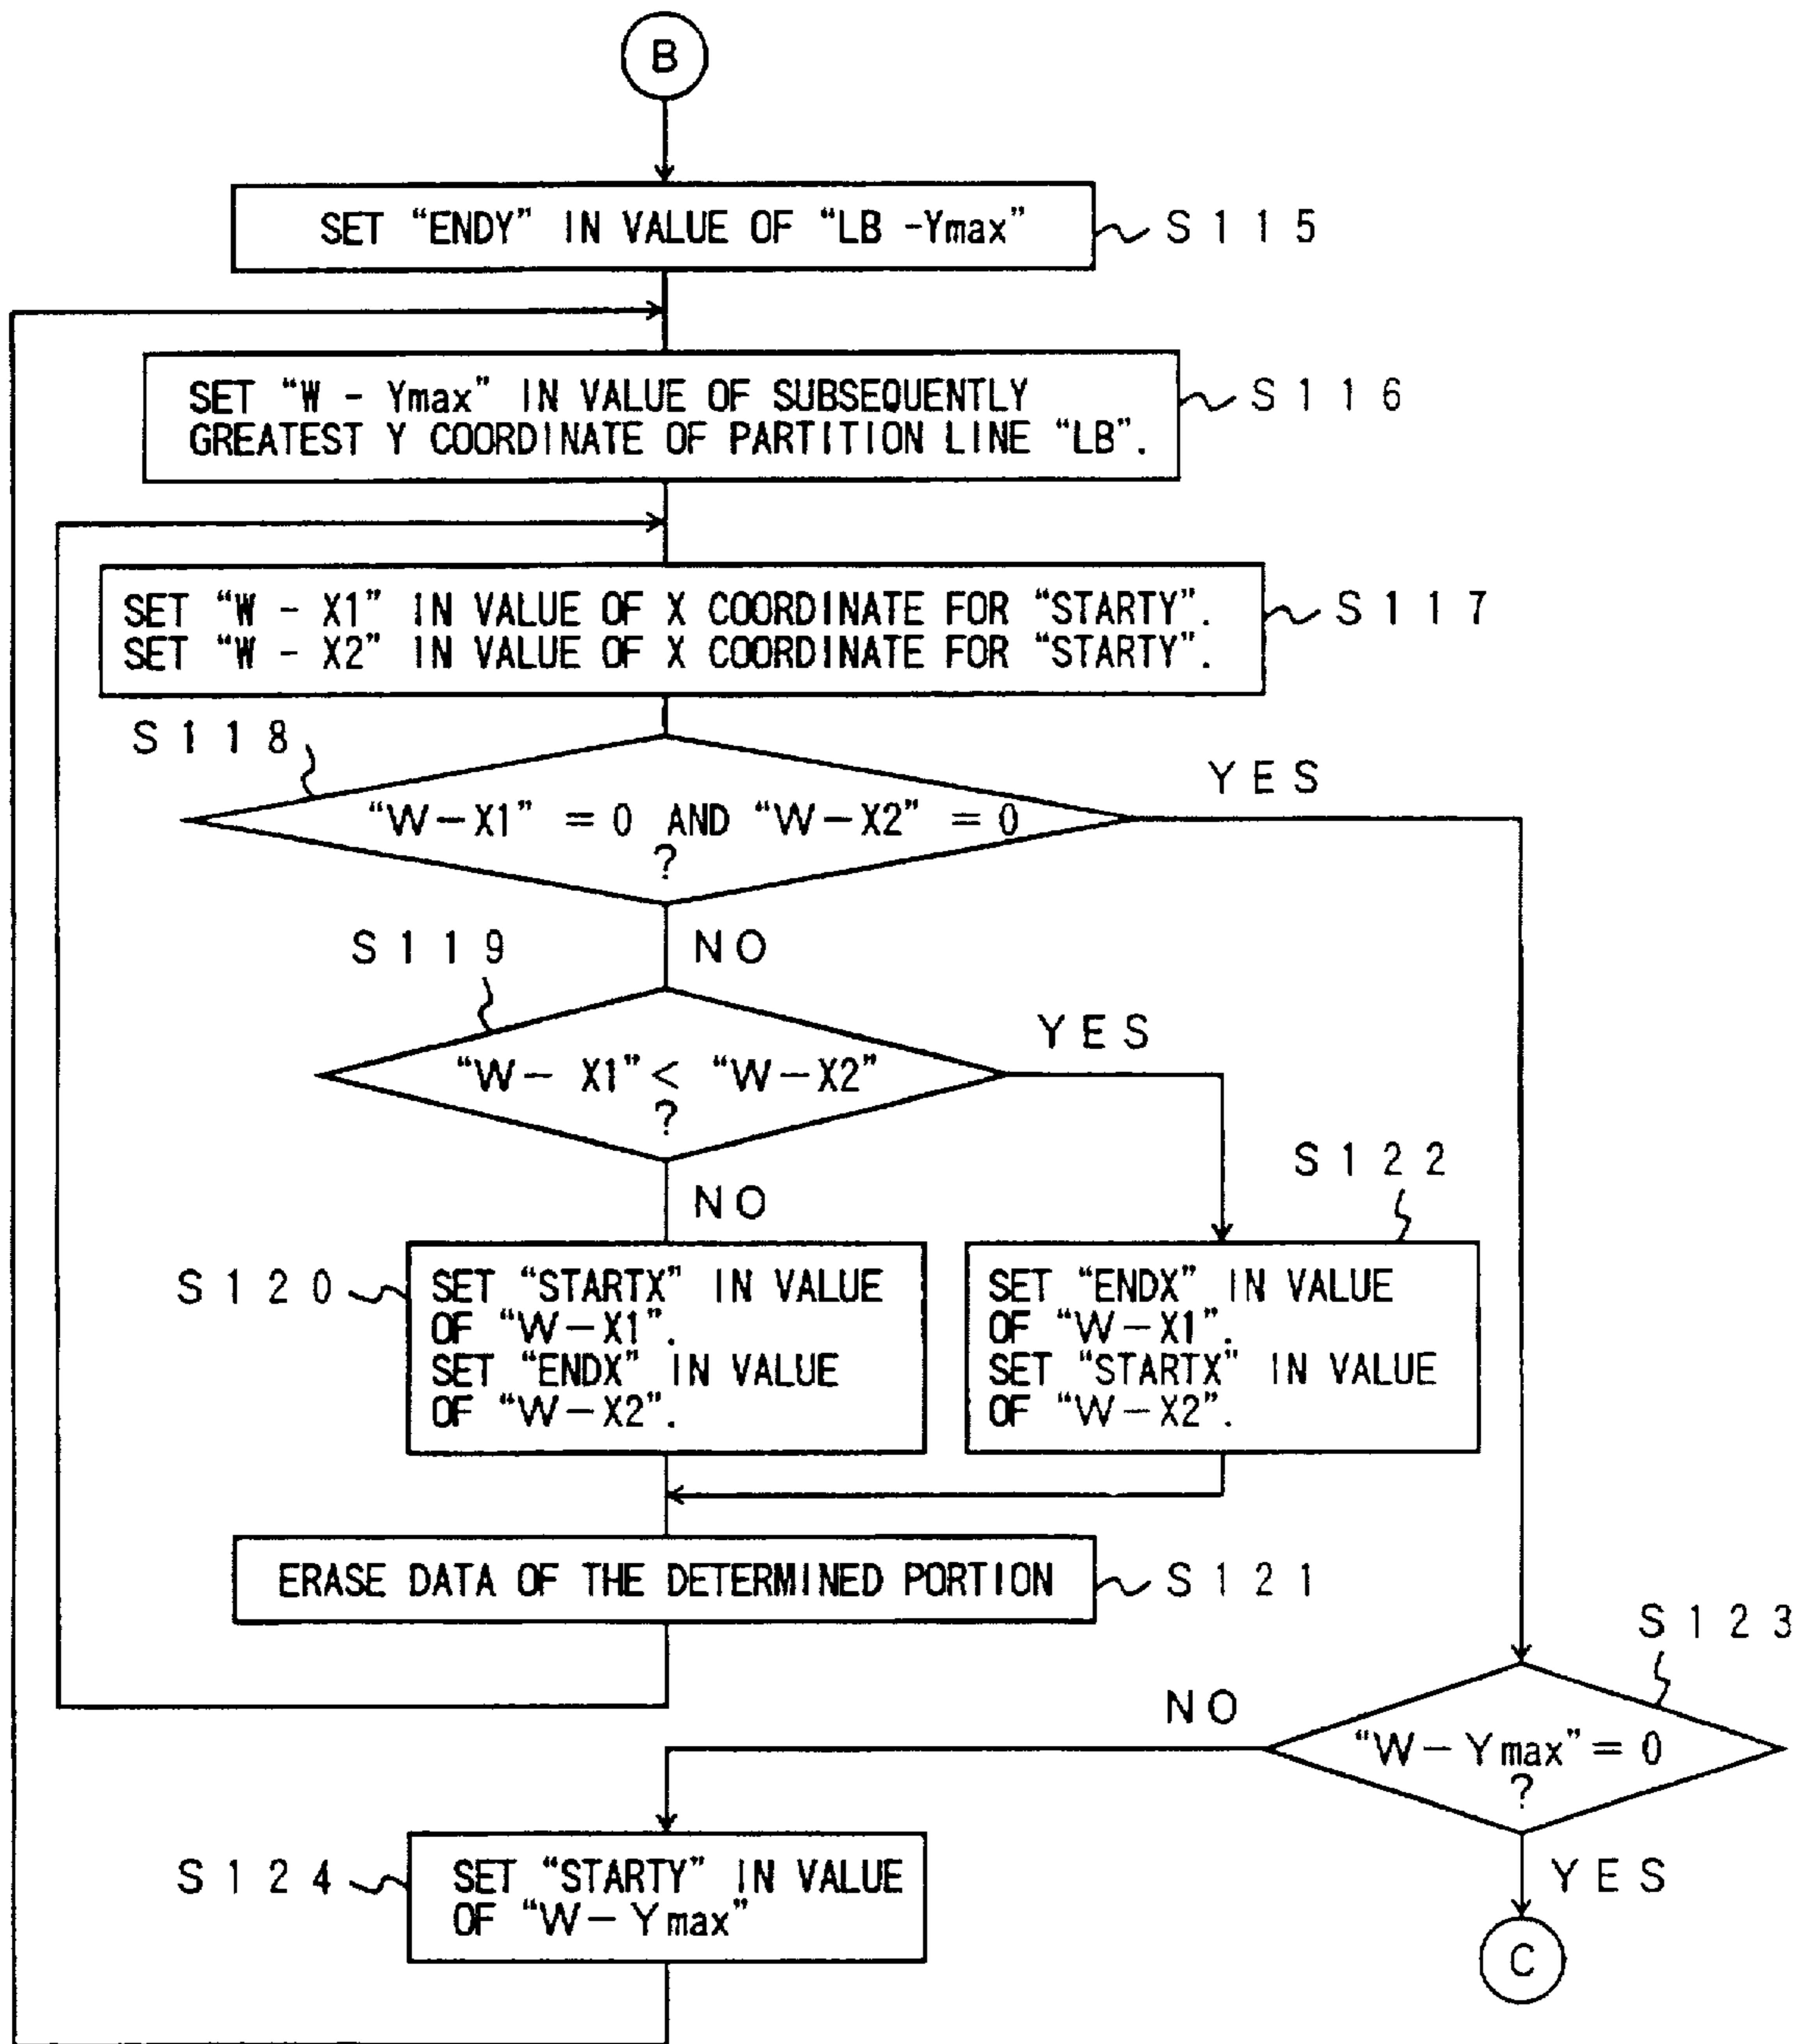 B
SET “ENDY” IN VALUE OF “LB -Ymax”
S115
SET “W - Ymax” IN VALUE OF SUBSEQUENTLY
GREATEST Y COORDINATE OF PARTITION LINE “LB”.
S116
SET “W - X1” IN VALUE OF X COORDINATE FOR “STARTY”.
SET “W - X2” IN VALUE OF X COORDINATE FOR “STARTY”.
S117
S118
“W-X1” = 0 AND “W-X2” = 0
?
YES
NO
S119
“W- X1” < “W-X2”
?
YES
NO
S120
SET “STARTX” IN VALUE
OF “W-X1”.
SET “ENDX” IN VALUE
OF “W-X2”.
S122
SET “ENDX” IN VALUE
OF “W-X1”.
SET “STARTX” IN VALUE
OF “W-X2”.
ERASE DATA OF THE DETERMINED PORTION
S121
S123
“W-Ymax” = 0
?
NO
YES
S124
SET “STARTY” IN VALUE
OF “W-Ymax”
C